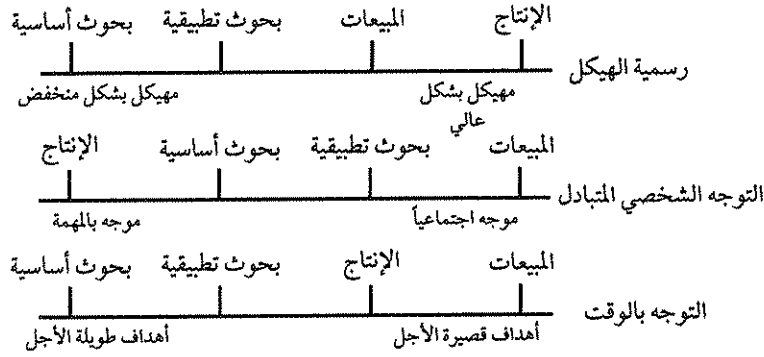 الإنتاج المبيعات بحوث تطبيقية بحوث أساسية
رسمية الهيكل
مهيكل بشكل عالي مهيكل بشكل منخفض
المبيعات بحوث تطبيقية بحوث أساسية الإنتاج
التوجه الشخصي المتبادل
موجه اجتماعياً موجه بالمهمة
المبيعات الإنتاج بحوث تطبيقية بحوث أساسية
التوجه بالوقت
أهداف قصيرة الأجل أهداف طويلة الأجل